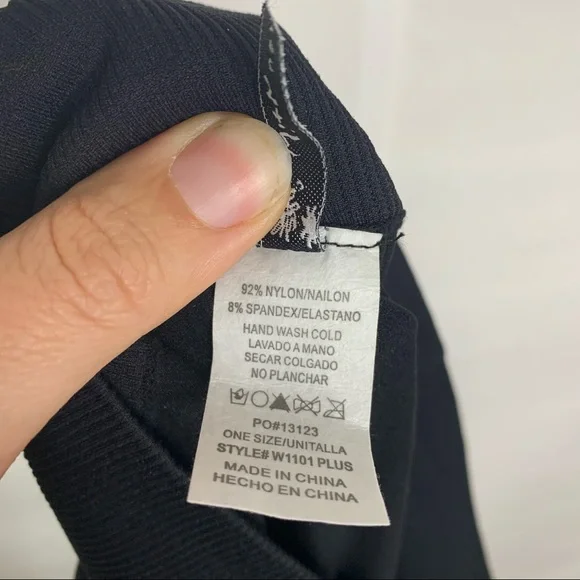 92% NYLON/NAILON
8% SPANDEX/ELASTANO
HAND WASH COLD
LAVADO A MANO
SECAR COLGADO
NO PLANCHAR
PO#13123
ONE SIZE/UNITALLA
STYLE# W1101 PLUS
MADE IN CHINA
HECHO EN CHINA